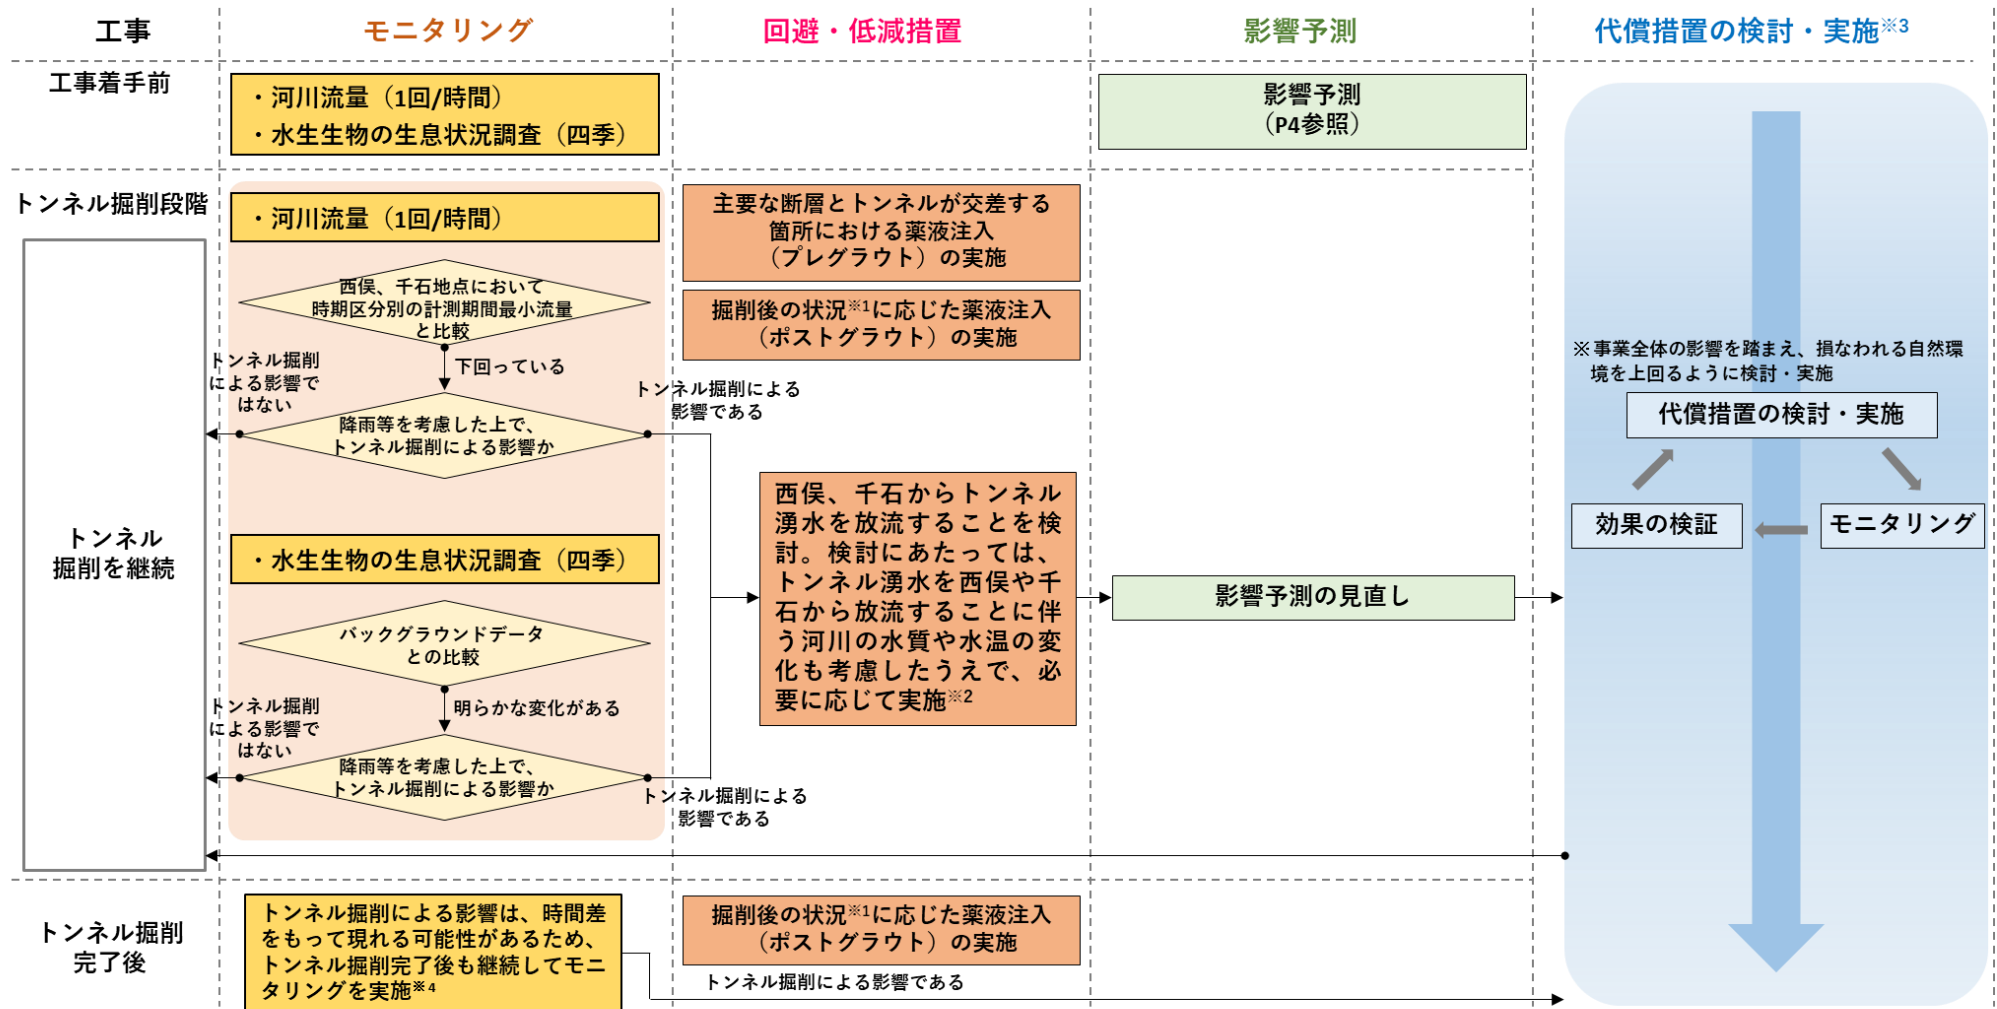 工事
モニタリング
回避・低減措置
影響予測
代償措置の検討・実施※3
工事着手前
・河川流量（1回/時間）
・水生生物の生息状況調査（四季）
影響予測
（P4参照）
トンネル掘削段階
・河川流量（1回/時間）
西俣、千石地点において
時期区分別の計測期間最小流量
と比較
下回っている
トンネル掘削
による影響で
はない
降雨等を考慮した上で、
トンネル掘削による影響か
トンネル掘削による
影響である
・水生生物の生息状況調査（四季）
バックグラウンドデータ
との比較
明らかな変化がある
トンネル掘削
による影響で
はない
降雨等を考慮した上で、
トンネル掘削による影響か
トンネル掘削による
影響である
トンネル
掘削を継続
主要な断層とトンネルが交差する
箇所における薬液注入
（プレグラウト）の実施
掘削後の状況※1に応じた薬液注入
（ポストグラウト）の実施
西俣、千石からトンネル
湧水を放流することを検
討。検討にあたっては、
トンネル湧水を西俣や千
石から放流することに伴
う河川の水質や水温の変
化も考慮したうえで、必
要に応じて実施※2
影響予測の見直し
※事業全体の影響を踏まえ、損なわれる自然環
境を上回るように検討・実施
代償措置の検討・実施
効果の検証
モニタリング
トンネル掘削
完了後
トンネル掘削による影響は、時間差
をもって現れる可能性があるため、
トンネル掘削完了後も継続してモニ
タリングを実施※4
掘削後の状況※1に応じた薬液注入
（ポストグラウト）の実施
トンネル掘削による影響である